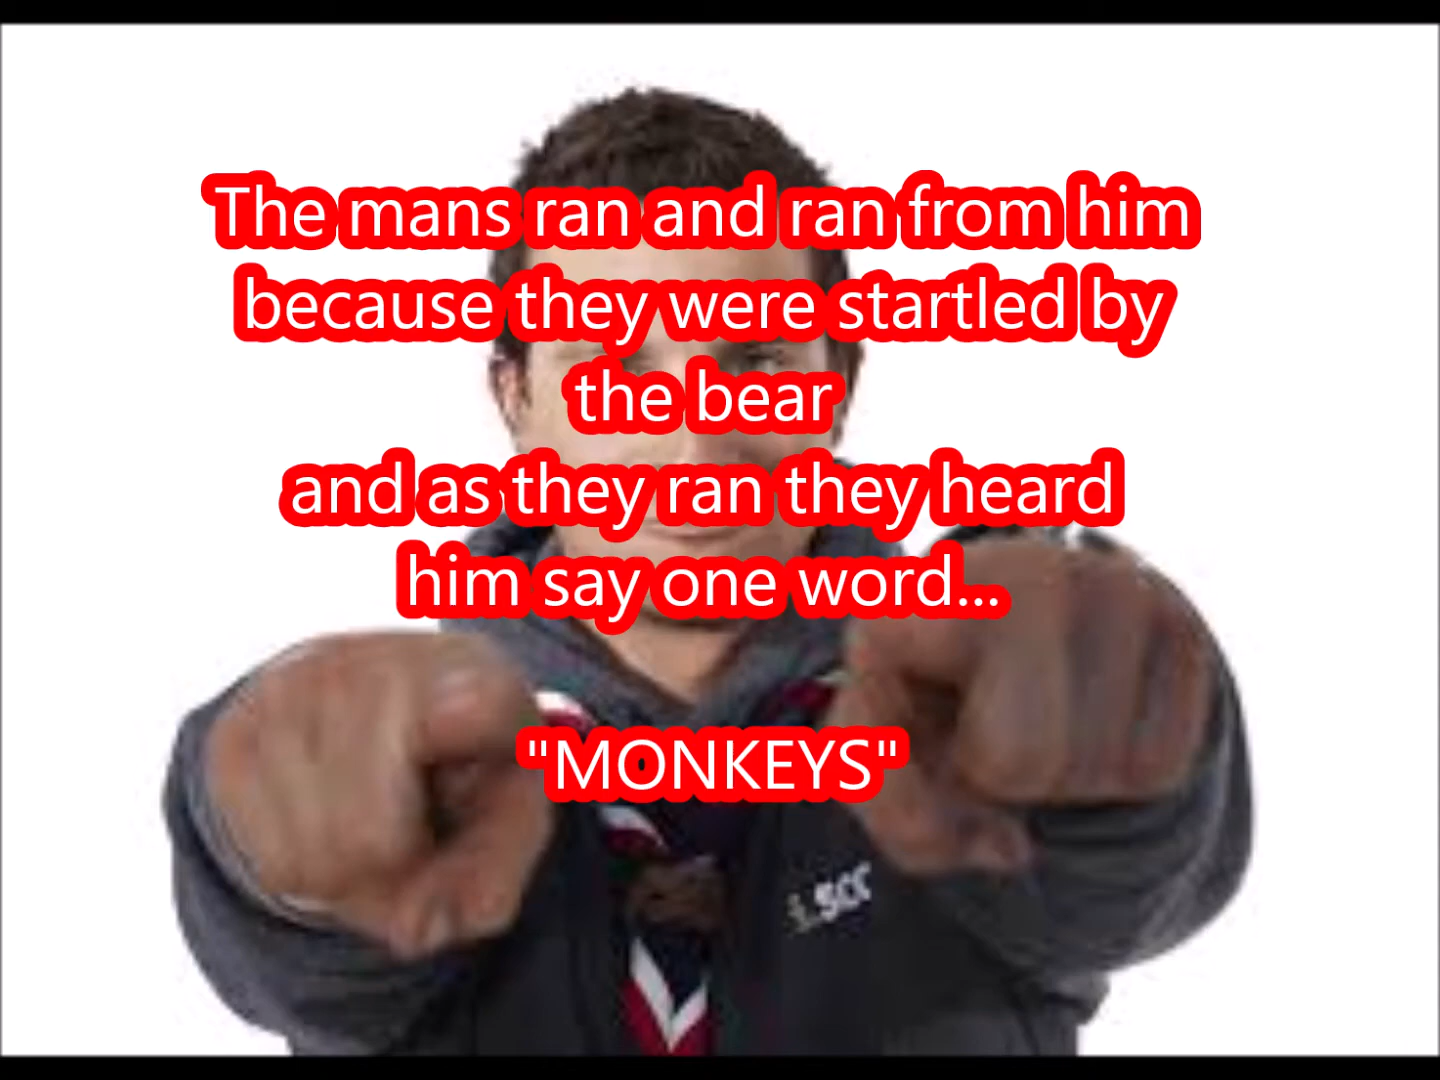 The mans ran and ran from him
because they were startled by
the bear
and as they ran they heard
him say one word...
"MONKEYS"